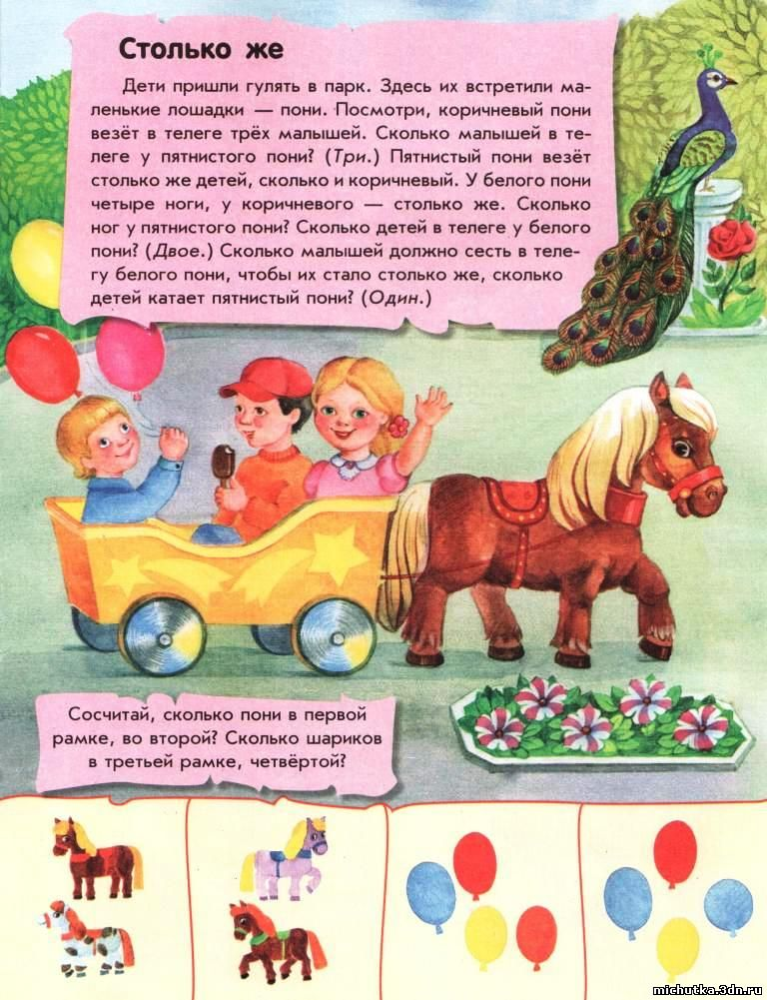 Столько же
Дети пришли гулять в парк. Здесь их встретили ма-
ленькие лошадки — пони. Посмотри, коричневый пони
везёт в телеге трёх малышей. Сколько малышей в те-
леге у пятнистого пони? (Три.) Пятнистый пони везёт
столько же детей, сколько и коричневый. У белого пони
четыре ноги, у коричневого — столько же. Сколько
ног у пятнистого пони? Сколько детей в телеге у белого
пони? (Двое.) Сколько малышей должно сесть в теле-
гу белого пони, чтобы их стало столько же, сколько
детей катает пятнистый пони? (Один.)
Сосчитай, сколько пони в первой
рамке, во второй? Сколько шариков
в третьей рамке, четвёртой?
michutka.3dn.ru